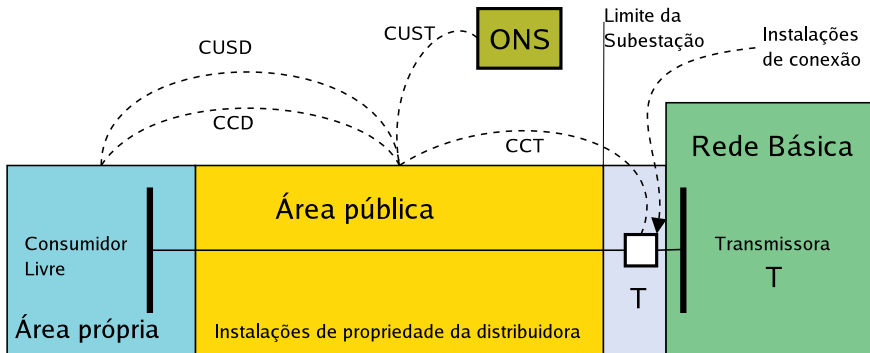 CUSD
CUST
ONS
Limite da
Subestação
Instalações
de conexão
CCD
CCT
Rede Básica
Área pública
Consumidor
Livre
Transmissora
T
T
Área própria
Instalações de propriedade da distribuidora